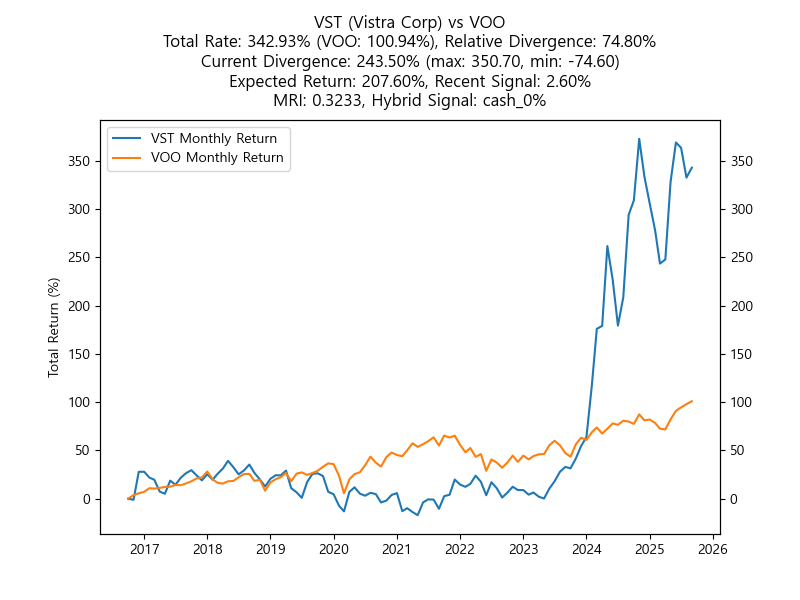 VST (Vistra Corp) vs VOO
Total Rate: 342.93% (VOO: 100.94%), Relative Divergence: 74.80%
Current Divergence: 243.50% (max: 350.70, min: -74.60)
Expected Return: 207.60%, Recent Signal: 2.60%
MRI: 0.3233, Hybrid Signal: cash_0%
VST Monthly Return
VOO Monthly Return
Total Return (%)
350 350
300 300
250 250
200 200
150 150
100 100
50 50
0 0
2017 2018 2019 2020 2021 2022 2023 2024 2025 2026